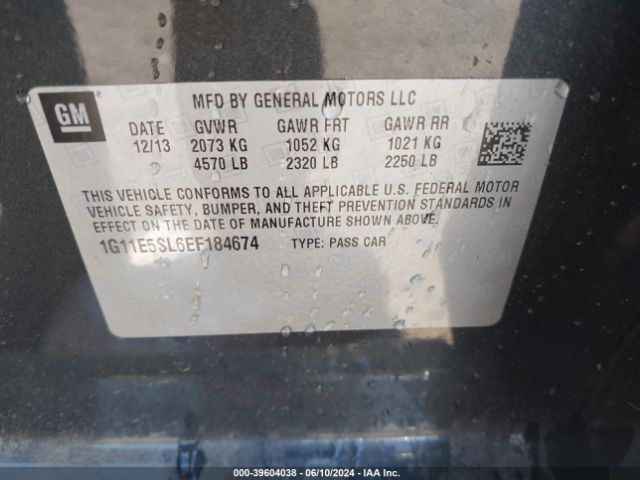 GM
MFD BY GENERAL MOTORS LLC
DATE GVWR GAWR FRT GAWR RR
12/13 2073 KG 1052 KG 1021 KG
4570 LB 2320 LB 2250 LB
THIS VEHICLE CONFORMS TO ALL APPLICABLE U.S. FEDERAL MOTOR
VEHICLE SAFETY, BUMPER, AND THEFT PREVENTION STANDARDS IN
EFFECT ON THE DATE OF MANUFACTURE SHOWN ABOVE.
1G11E5SL6EF184674 TYPE: PASS CAR
000-39604038 - 06/10/2024 - IAA Inc.